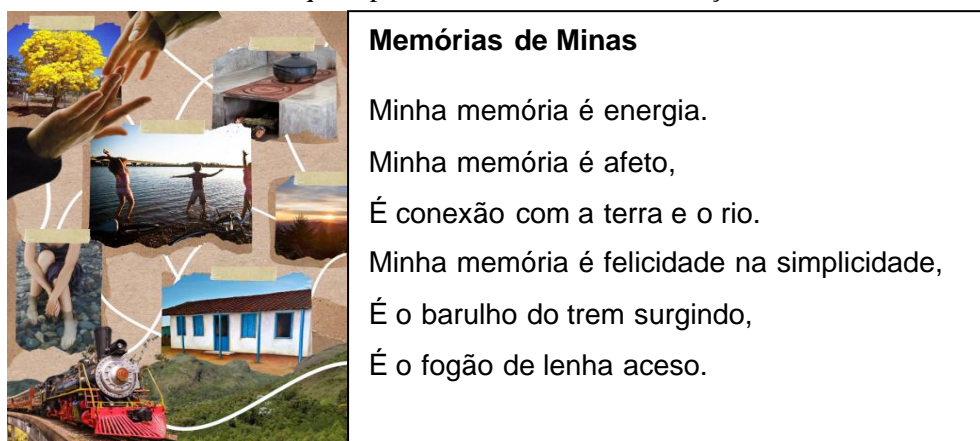 Memórias de Minas
Minha memória é energia.
Minha memória é afeto,
É conexão com a terra e o rio.
Minha memória é felicidade na simplicidade,
É o barulho do trem surgindo,
É o fogão de lenha aceso.